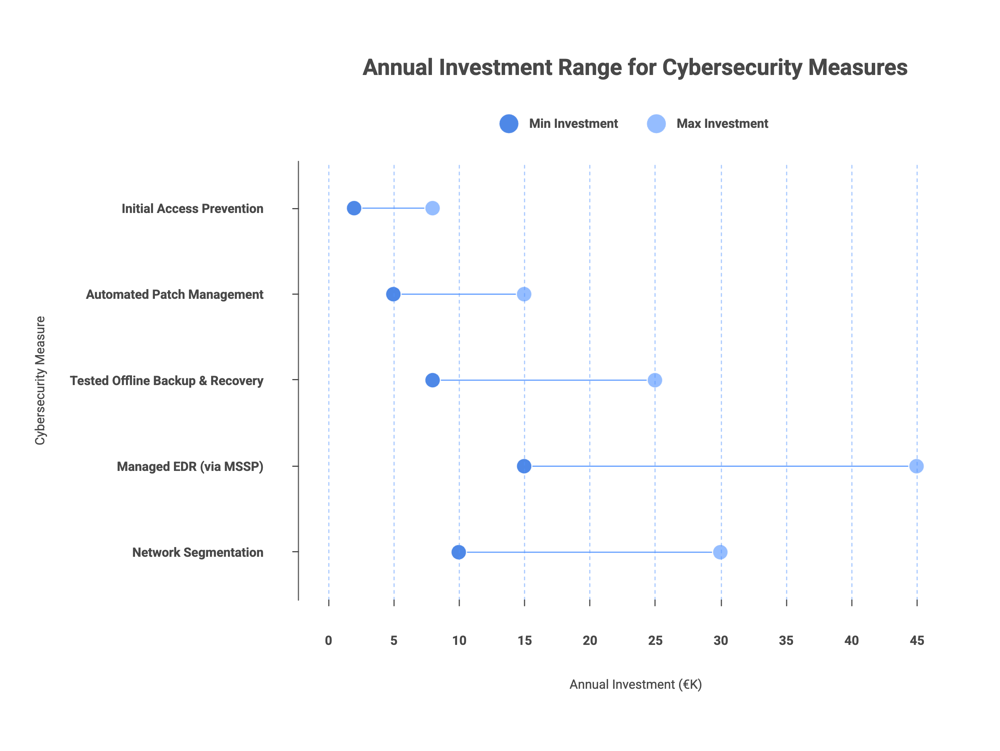 Annual Investment Range for Cybersecurity Measures
Min Investment
Max Investment
Cybersecurity Measure
Initial Access Prevention
Automated Patch Management
Tested Offline Backup & Recovery
Managed EDR (via MSSP)
Network Segmentation
0 5 10 15 20 25 30 35 40 45
Annual Investment (€K)